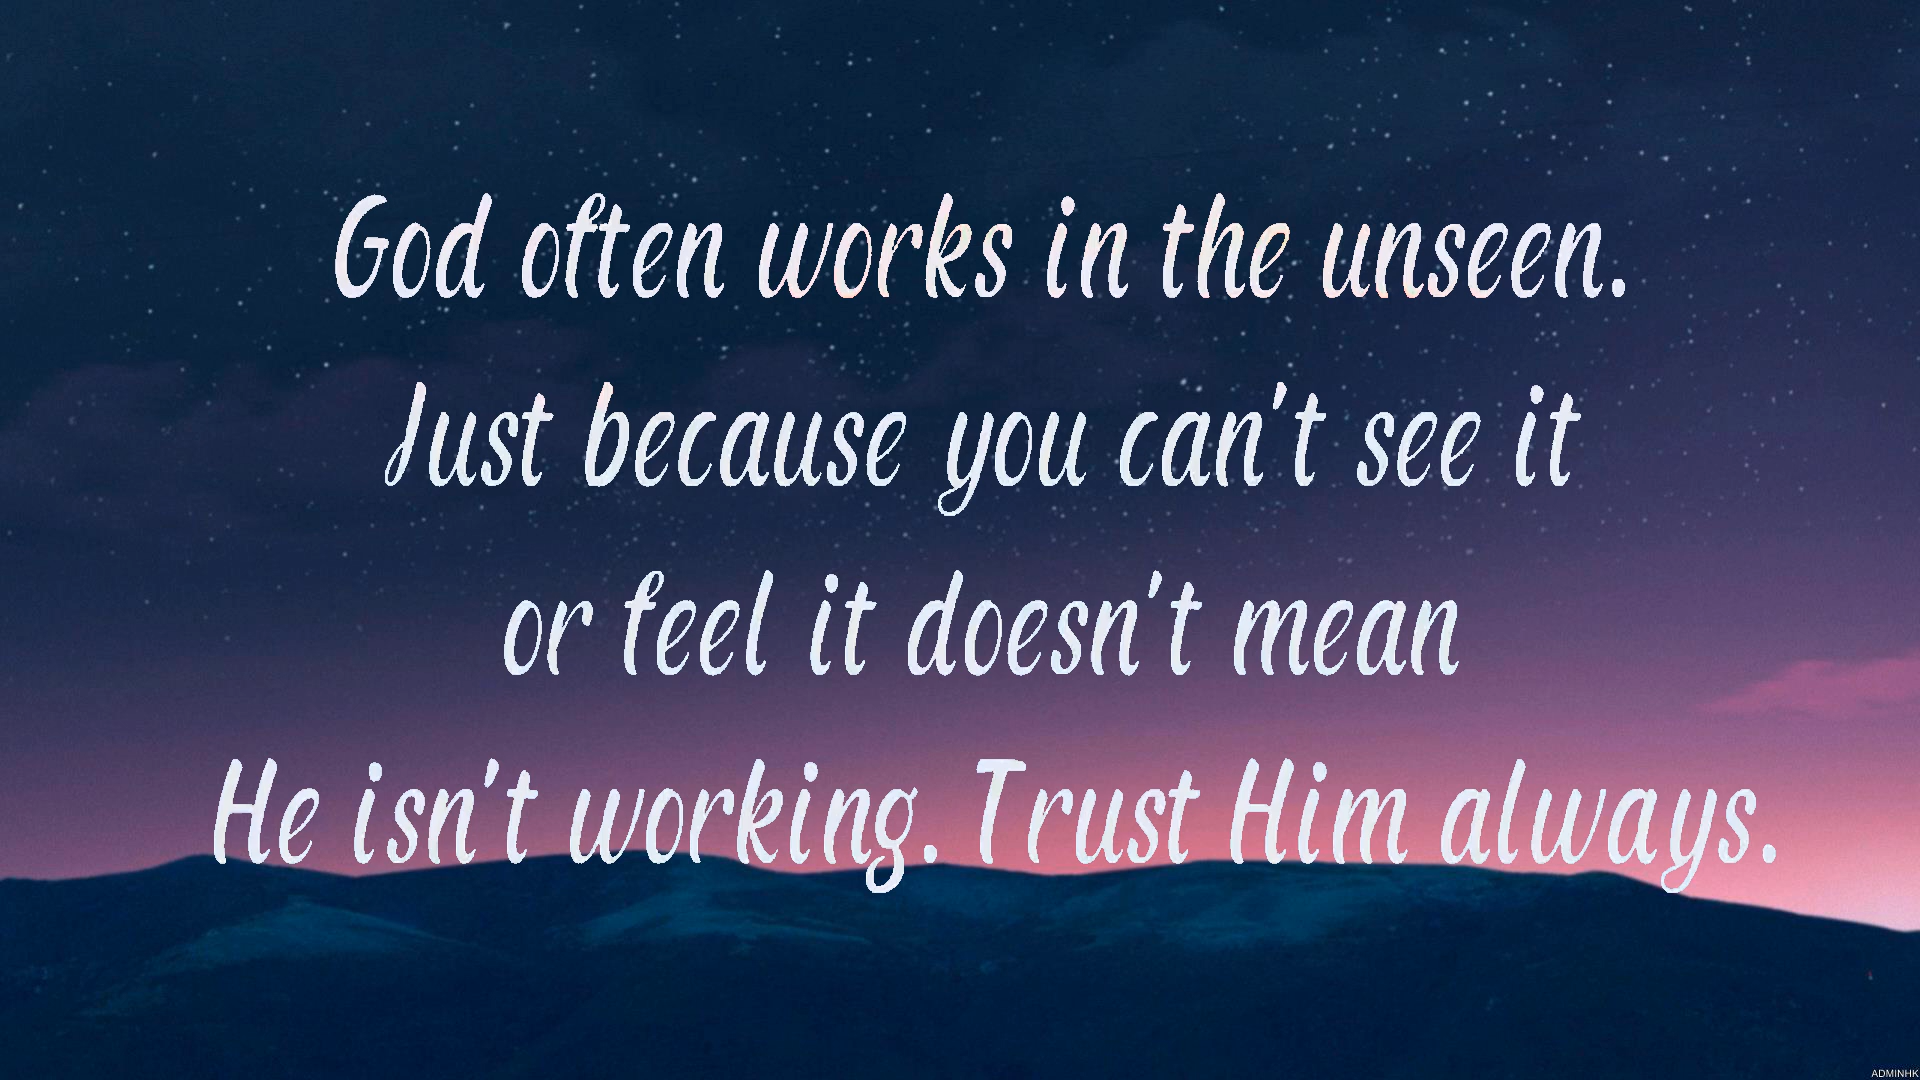 God often works in the unseen.
Just because you can't see it
or feel it doesn't mean
He isn't working. Trust Him always.
ADMINHK